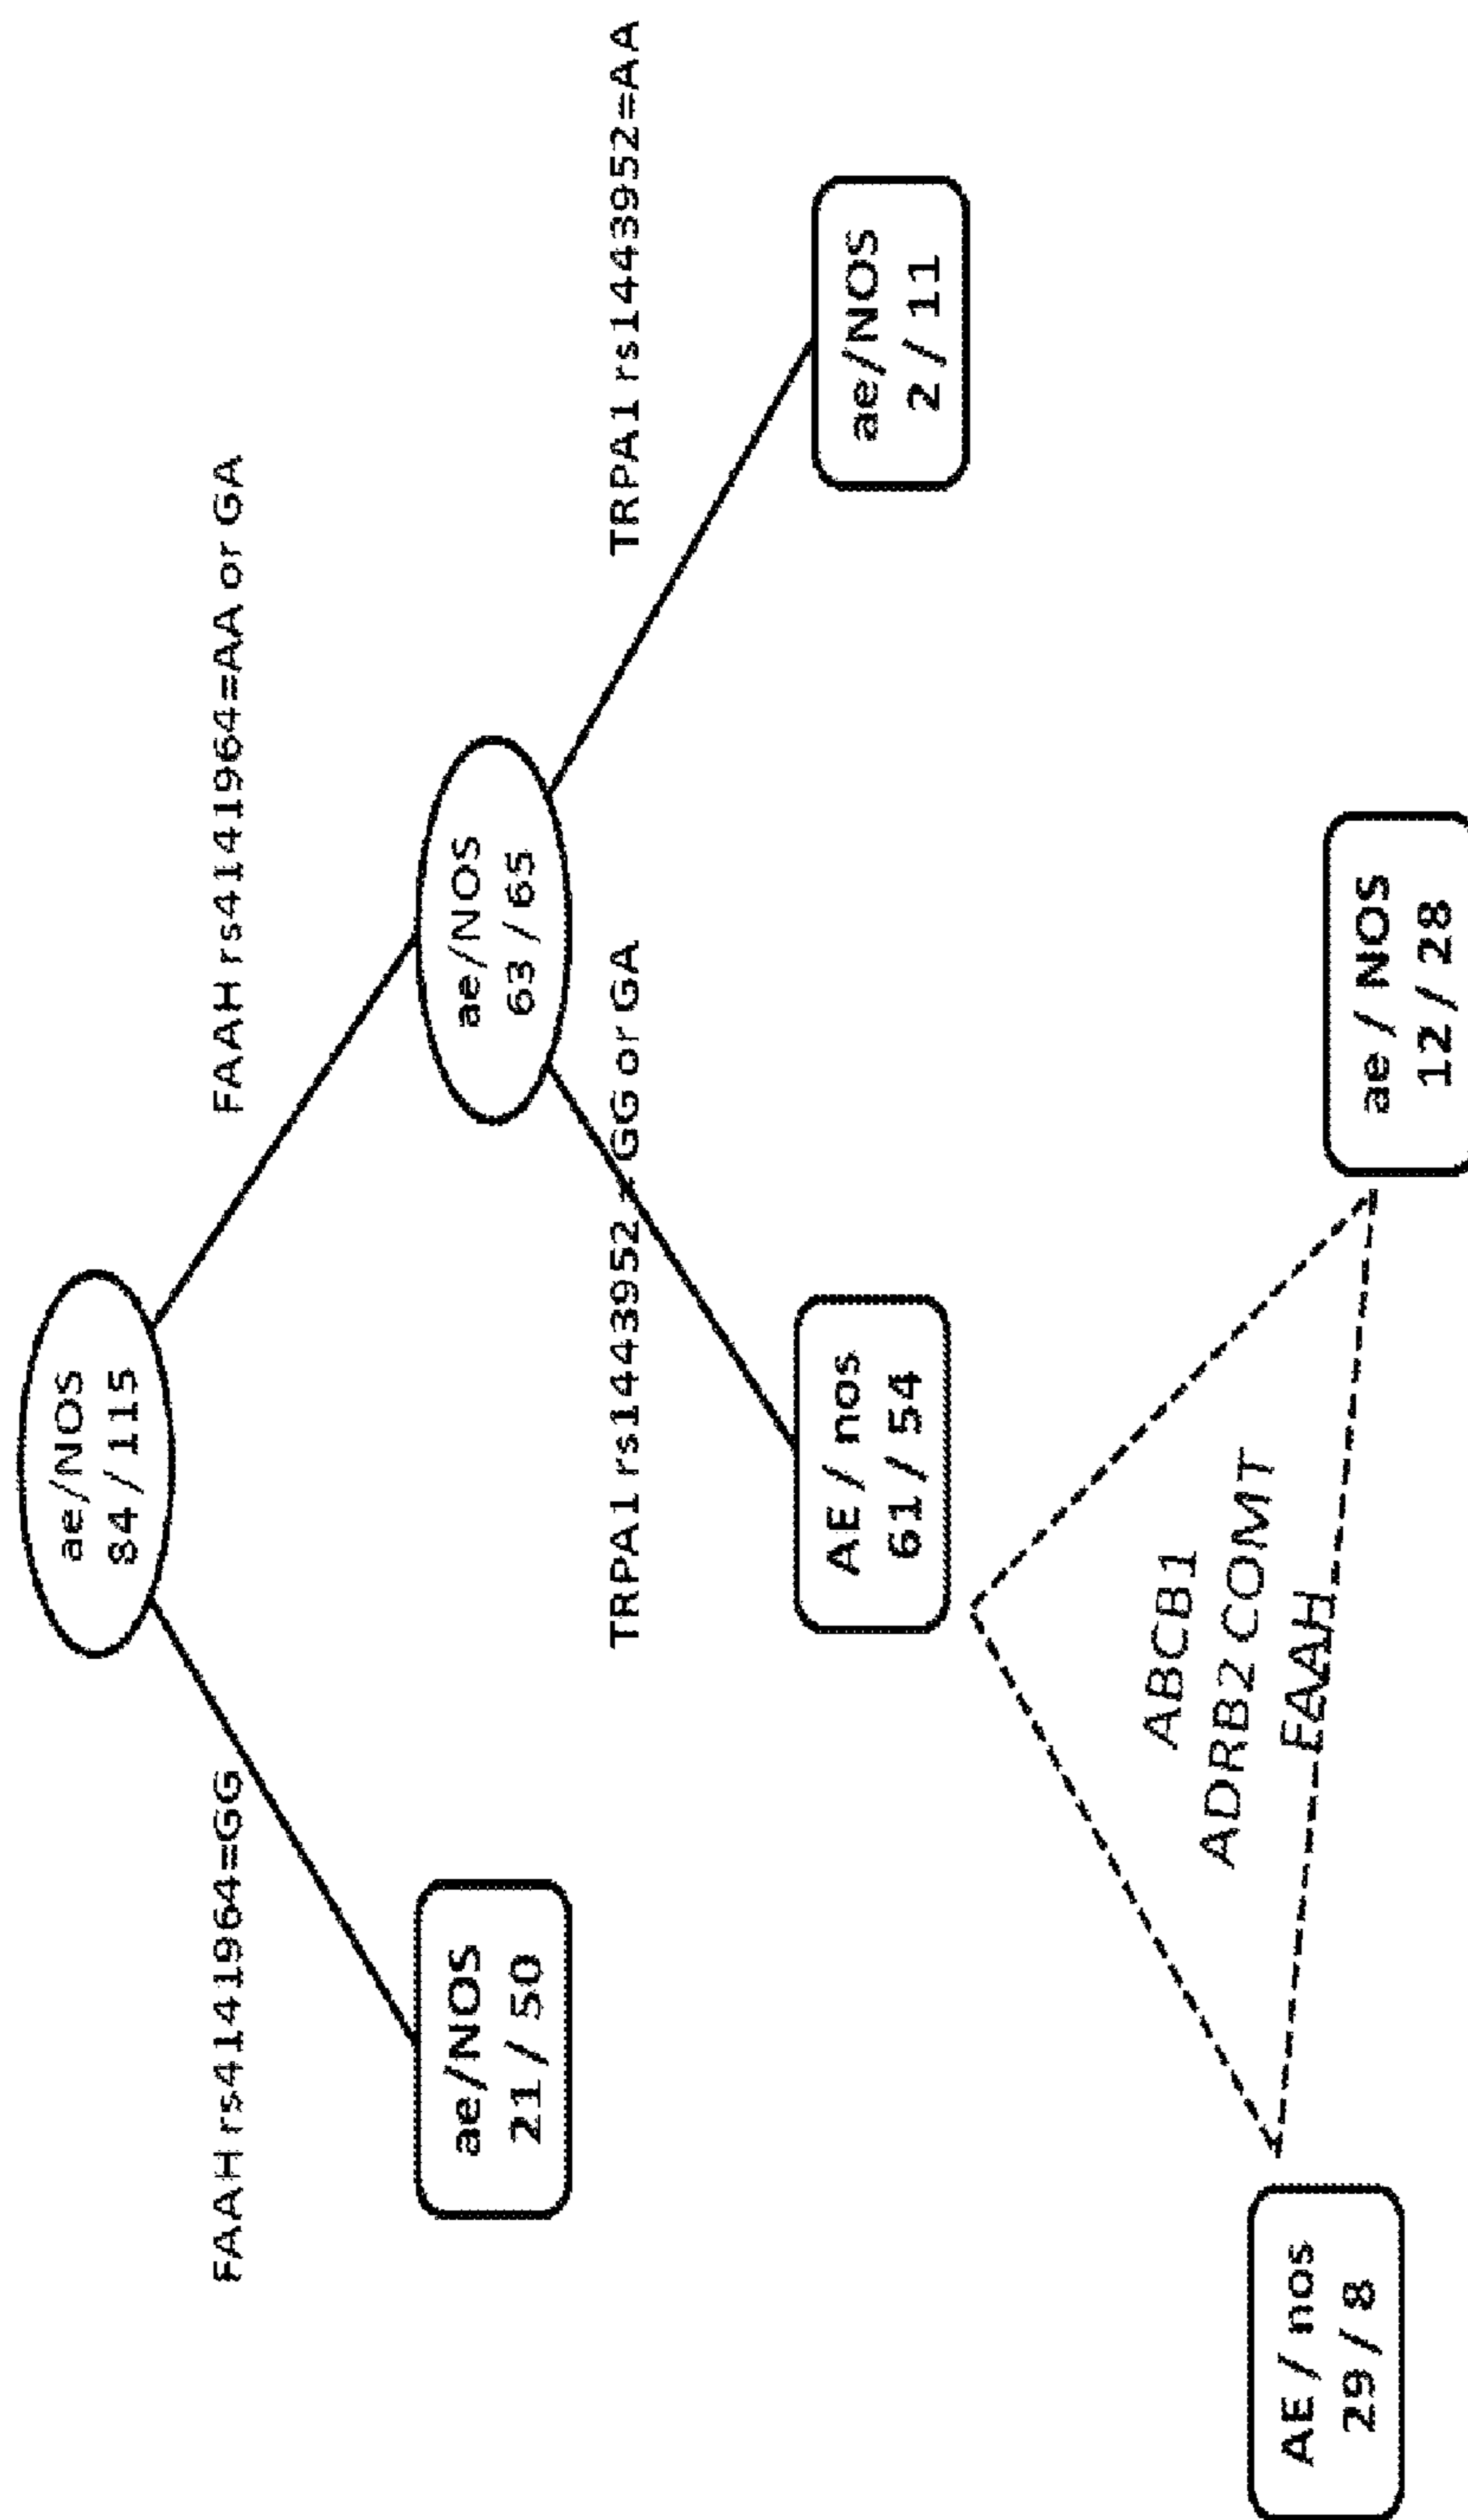 ae/NOS
84/115
FAAH rs4141964=GG
FAAH rs4141964=AA or GA
ae/NOS
21/50
ae/NOS
63/65
TRPA1 rs1443952=GG or GA
TRPA1 rs1443952=AA
AE/nos
61/54
ae/NOS
2/11
ABCB1
ADRB2 COMT
FAAH
AE/nos
29/8
ae/NOS
12/28